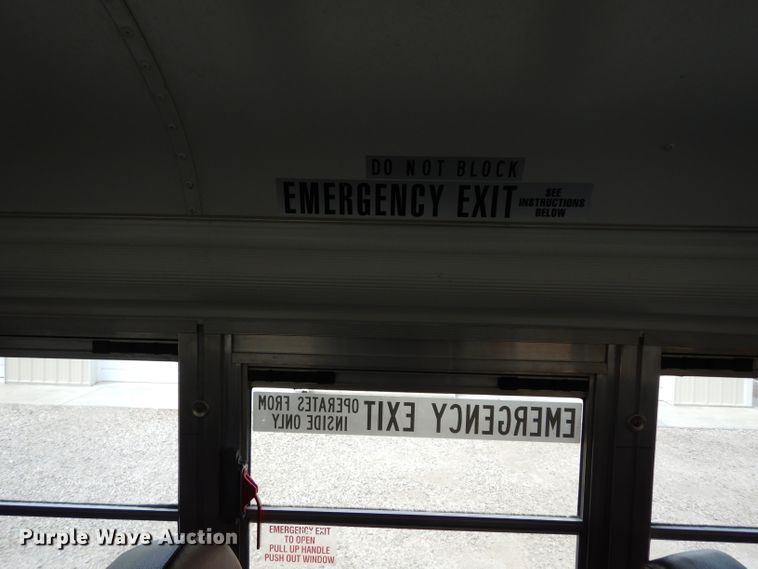 DO NOT BLOCK
EMERGENCY EXIT
SEE
INSTRUCTIONS
BELOW
EMERGENCY EXIT
OPERATES FROM
INSIDE ONLY
EMERGENCY EXIT
TO OPEN
PULL UP HANDLE
PUSH OUT WINDOW
Purple Wave Auction